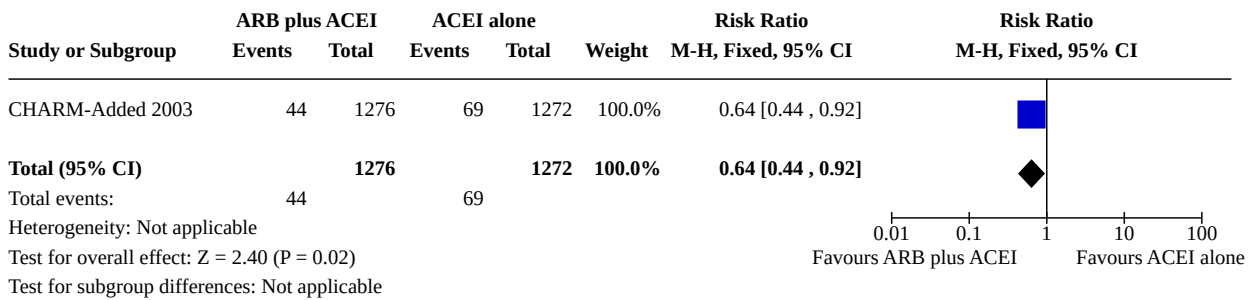 ARB plus ACEI ACEI alone Risk Ratio Risk Ratio
Study or Subgroup Events Total Events Total Weight M-H, Fixed, 95% CI M-H, Fixed, 95% CI
CHARM-Added 2003 44 1276 69 1272 100.0% 0.64 [0.44 , 0.92]
Total (95% CI) 1276 1272 100.0% 0.64 [0.44 , 0.92]
Total events: 44 69
Heterogeneity: Not applicable
0.01 0.1 1 10 100
Test for overall effect: Z = 2.40 (P = 0.02) Favours ARB plus ACEI Favours ACEI alone
Test for subgroup differences: Not applicable